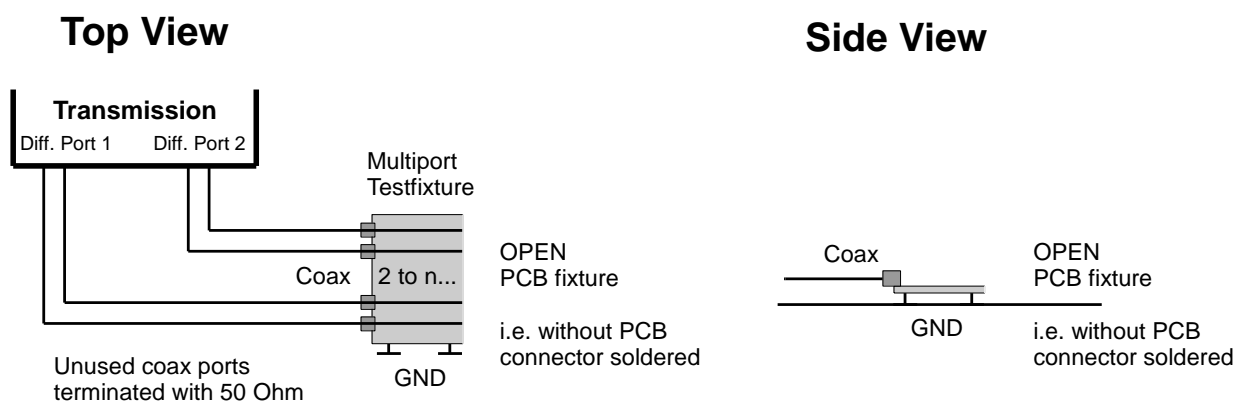 Top View
Side View
Transmission
Diff. Port 1
Diff. Port 2
Multiport
Testfixture
Coax
2 to n...
OPEN
PCB fixture
i.e. without PCB
connector soldered
GND
Unused coax ports
terminated with 50 Ohm
Coax
OPEN
PCB fixture
GND
i.e. without PCB
connector soldered